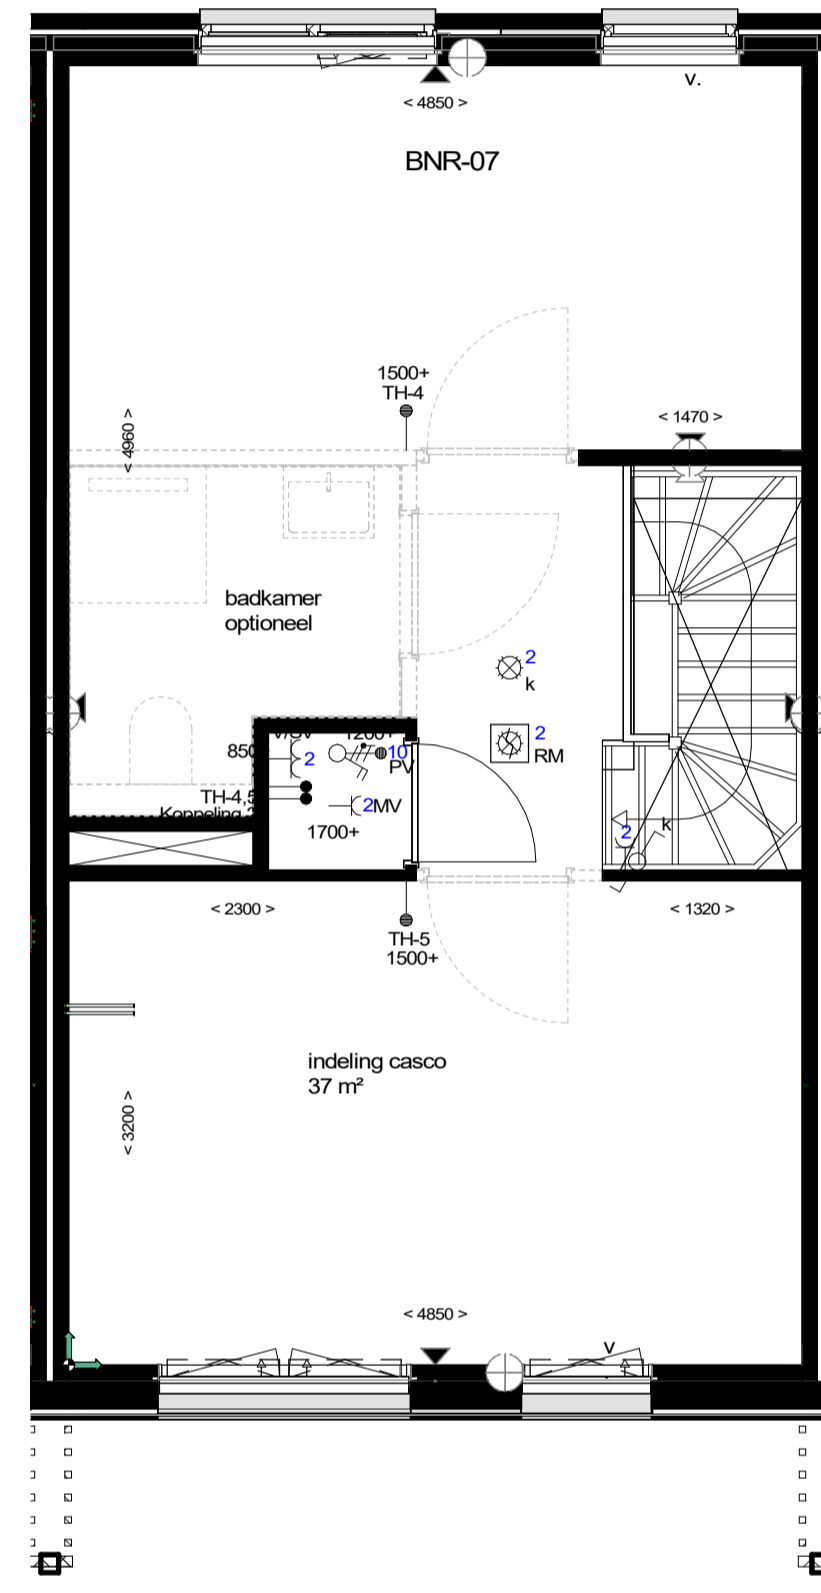 v.
< 4850 >
BNR-07
1500+
TH-4
< 1470 >
< 4960 >
badkamer
optioneel
2
k
2
RM
1200+
850
2
10
PV
TH-4,5
2MV
1700+
2
k
< 2300 >
< 1320 >
TH-5
1500+
indeling casco
37 m²
< 3200 >
< 4850 >
v